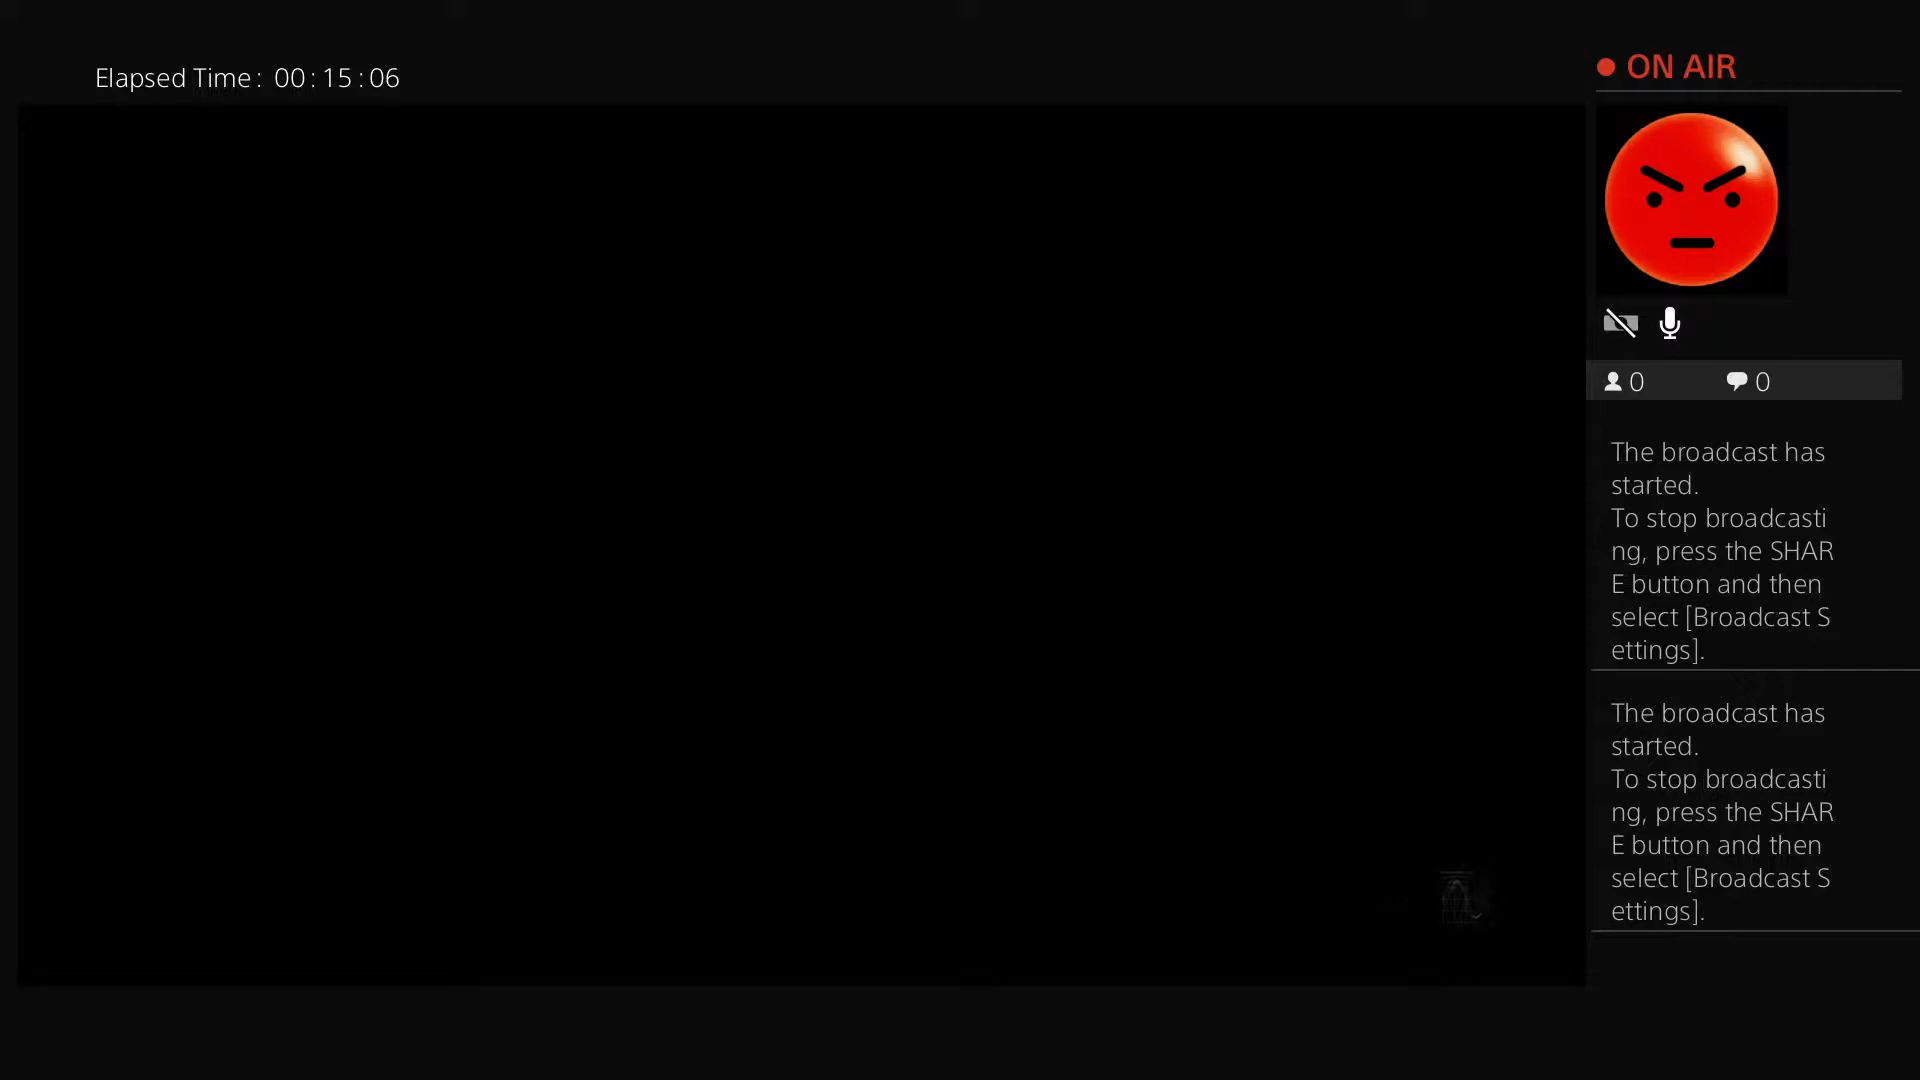 Elapsed Time: 00:15:06
ON AIR
0 0
The broadcast has
started.
To stop broadcasti
ng, press the SHAR
E button and then
select [Broadcast S
ettings].
The broadcast has
started.
To stop broadcasti
ng, press the SHAR
E button and then
select [Broadcast S
ettings].